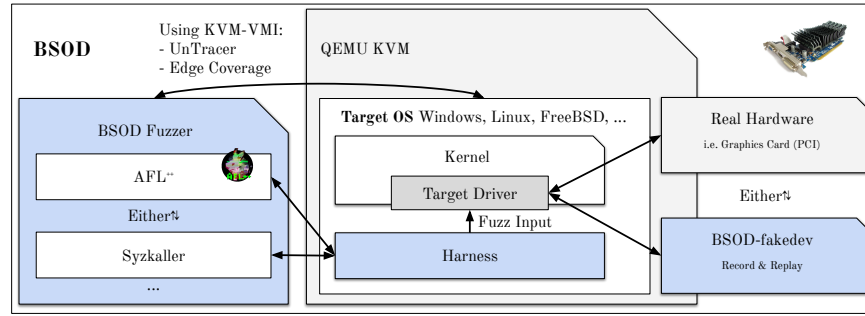 BSOD
Using KVM-VMI:
- UnTracer
- Edge Coverage
QEMU KVM
BSOD Fuzzer
AFL++
Either⇅
Syzkaller
...
Target OS Windows, Linux, FreeBSD, ...
Kernel
Target Driver
Fuzz Input
Harness
Real Hardware
i.e. Graphics Card (PCI)
Either⇅
BSOD-fakedev
Record & Replay